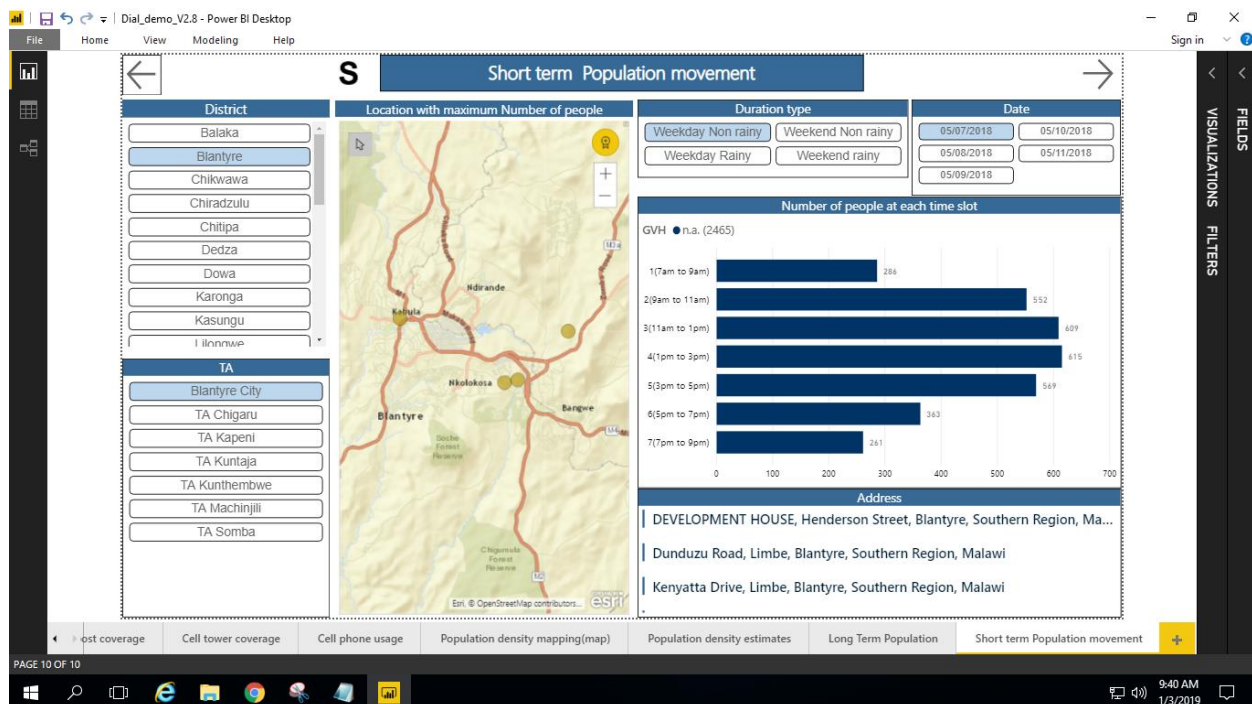 Dial_demo_V2.8 - Power BI Desktop
File Home View Modeling Help
Sign in
S
Short term Population movement
District
Balaka
Blantyre
Chikwawa
Chiradzulu
Chitipa
Dedza
Dowa
Karonga
Kasungu
Lilongwe
TA
Blantyre City
TA Chigaru
TA Kapeni
TA Kuntaja
TA Kunthembwe
TA Machinjili
TA Somba
Location with maximum Number of people
Ndirande
Kabula
Nkolokosa
Blantyre
Bangwe
Soche
Forest
Reserve
Chigumula
Forest
Reserve
M2
Esri, © OpenStreetMap contributors...
esri
Duration type
Weekday Non rainy Weekend Non rainy
Weekday Rainy Weekend rainy
Date
05/07/2018 05/10/2018
05/08/2018 05/11/2018
05/09/2018
Number of people at each time slot
GVH n.a. (2465)
1(7am to 9am) 286
2(9am to 11am) 552
3(11am to 1pm) 609
4(1pm to 3pm) 615
5(3pm to 5pm) 569
6(5pm to 7pm) 363
7(7pm to 9pm) 261
0 100 200 300 400 500 600 700
Address
DEVELOPMENT HOUSE, Henderson Street, Blantyre, Southern Region, Ma...
Dunduzu Road, Limbe, Blantyre, Southern Region, Malawi
Kenyatta Drive, Limbe, Blantyre, Southern Region, Malawi
VISUALIZATIONS
FILTERS
FIELDS
ost coverage Cell tower coverage Cell phone usage Population density mapping(map) Population density estimates Long Term Population Short term Population movement
PAGE 10 OF 10
9:40 AM
1/3/2019